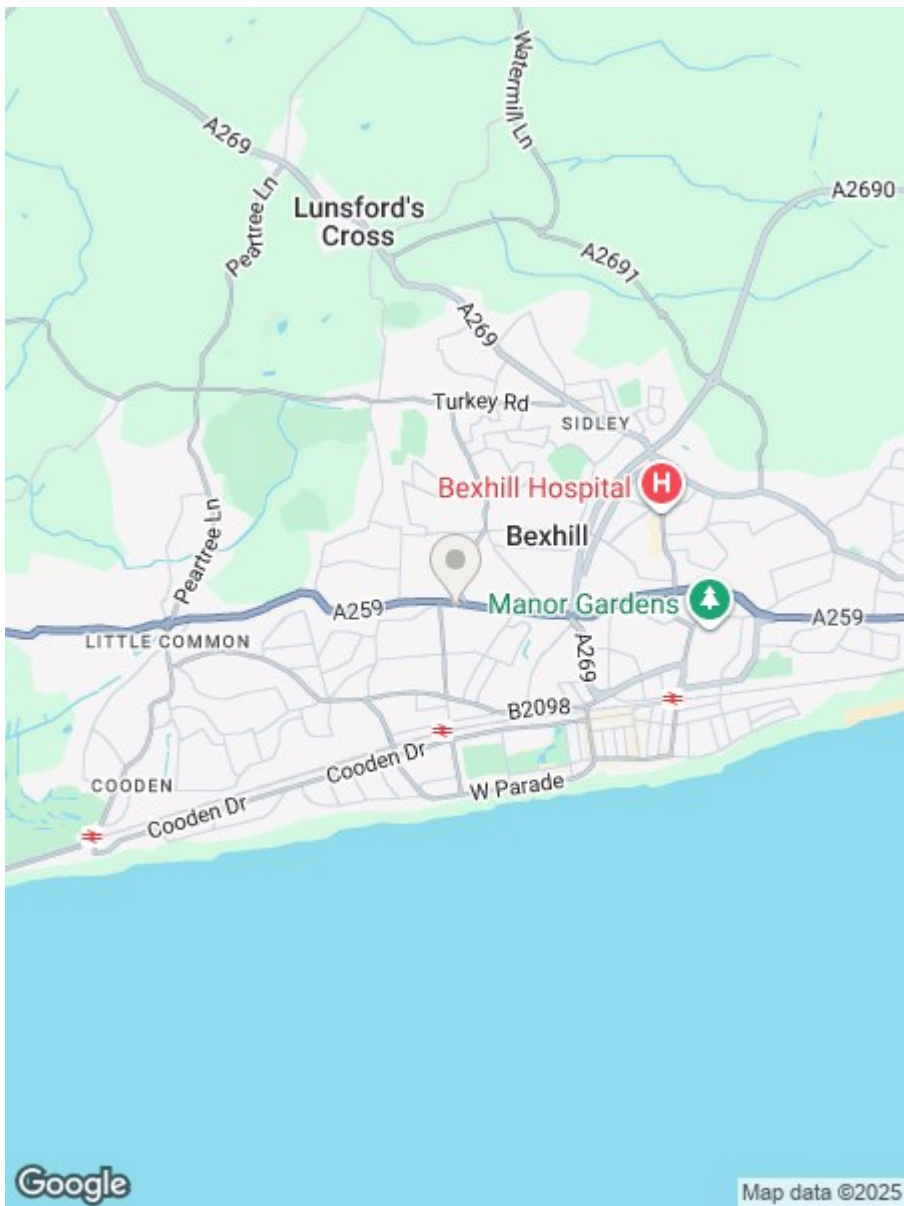 Watermill Ln
A269
A2690
Peartree Ln
Lunsford's
Cross
A2691
A269
Turkey Rd
SIDLEY
Bexhill Hospital
H
Bexhill
Peartree Ln
A259
Manor Gardens
A259
LITTLE COMMON
A269
B2098
Cooden Dr
W Parade
COODEN
Cooden Dr
Google
Map data ©2025